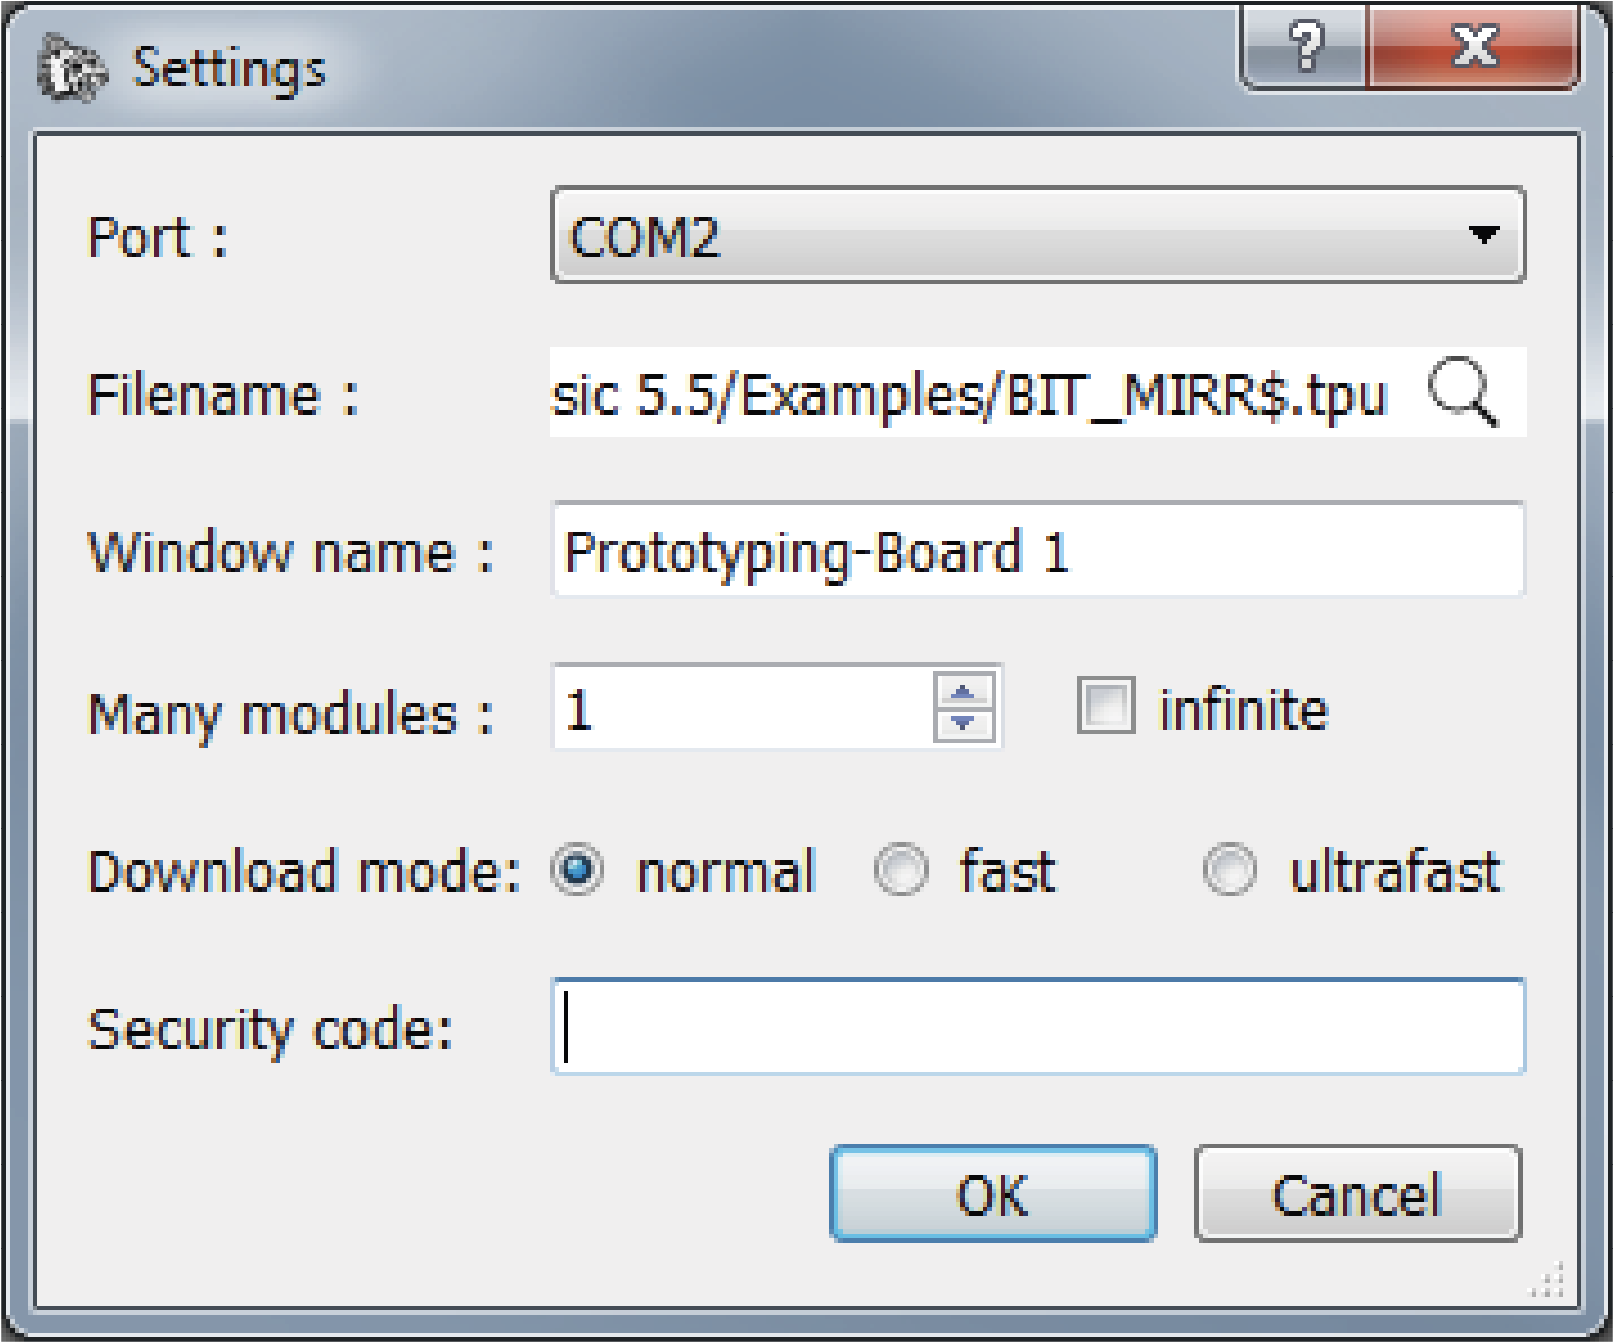 Settings
Port : COM2
Filename : sic 5.5/Examples/BIT_MIRR$.tpu
Window name : Prototyping-Board 1
Many modules : 1 infinite
Download mode: normal fast ultrafast
Security code:
OK Cancel